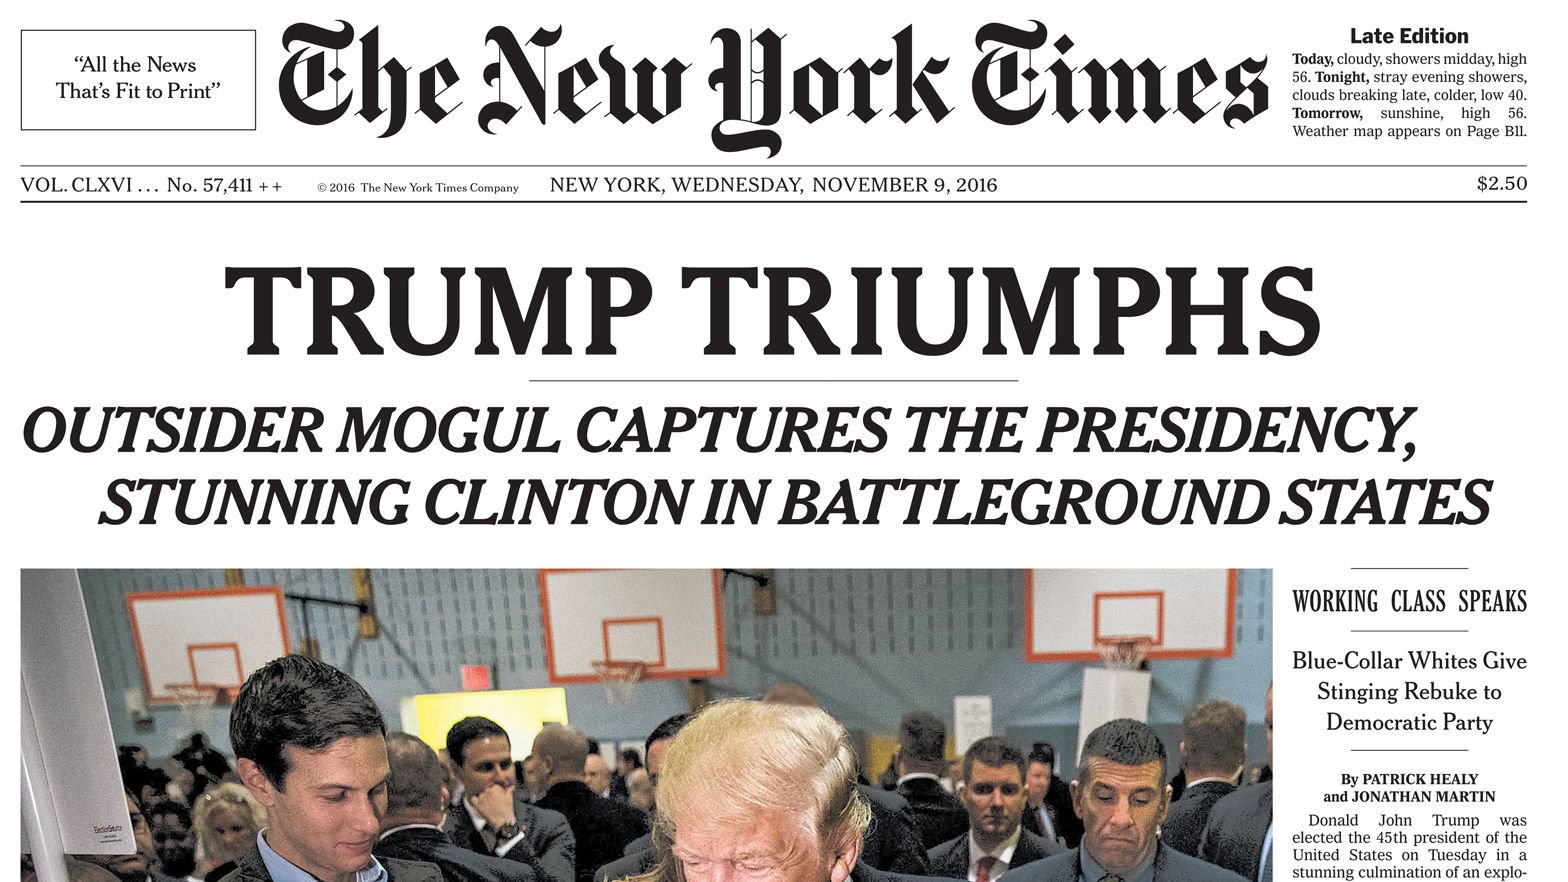 “All the News
That’s Fit to Print”
The New York Times
Late Edition
Today, cloudy, showers midday, high
56. Tonight, stray evening showers,
clouds breaking late, colder, low 40.
Tomorrow, sunshine, high 56.
Weather map appears on Page B11.
VOL. CLXVI . . . No. 57,411 + +
© 2016 The New York Times Company
NEW YORK, WEDNESDAY, NOVEMBER 9, 2016
$2.50
TRUMP TRIUMPHS
OUTSIDER MOGUL CAPTURES THE PRESIDENCY,
STUNNING CLINTON IN BATTLEGROUND STATES
WORKING CLASS SPEAKS
Blue-Collar Whites Give
Stinging Rebuke to
Democratic Party
By PATRICK HEALY
and JONATHAN MARTIN
Donald John Trump was
elected the 45th president of the
United States on Tuesday in a
stunning culmination of an explo-
ElectionSource